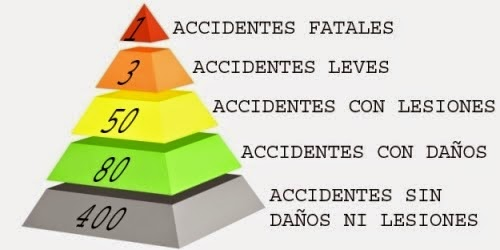 1 ACCIDENTES FATALES
3 ACCIDENTES LEVES
50 ACCIDENTES CON LESIONES
80 ACCIDENTES CON DAÑOS
400 ACCIDENTES SIN
DAÑOS NI LESIONES